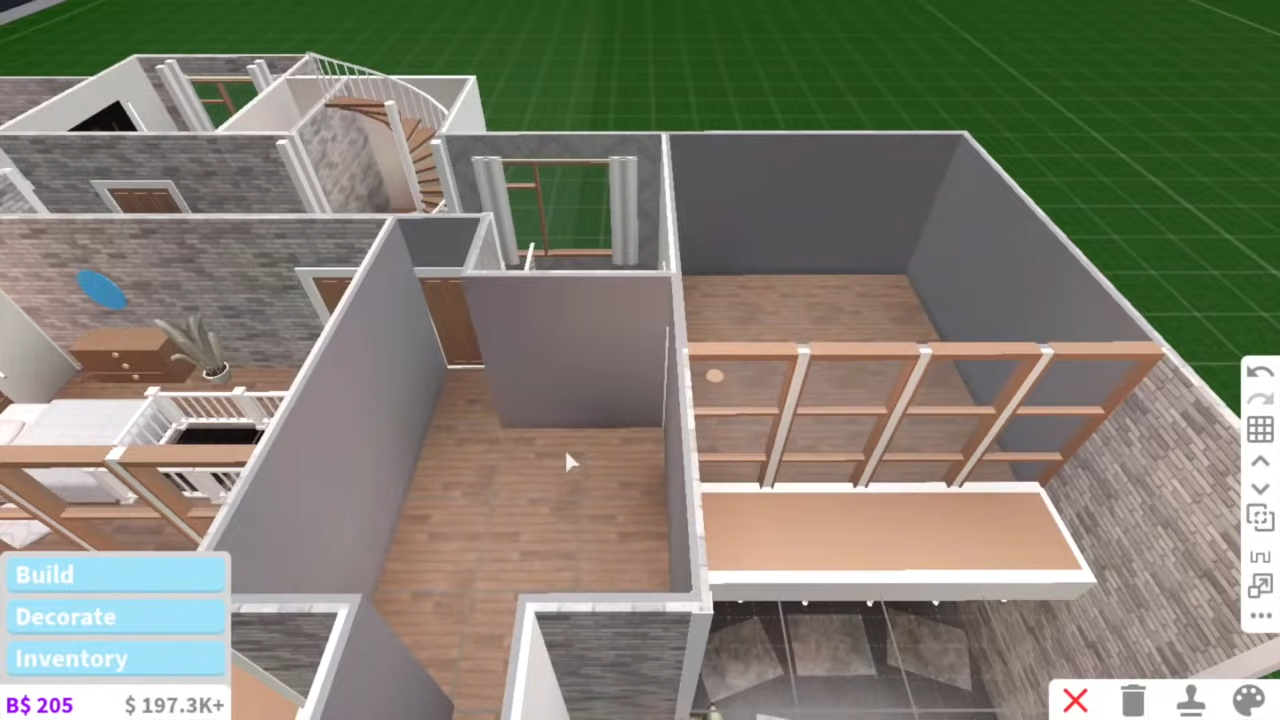 Build
Decorate
Inventory
B$ 205 $ 197.3K+